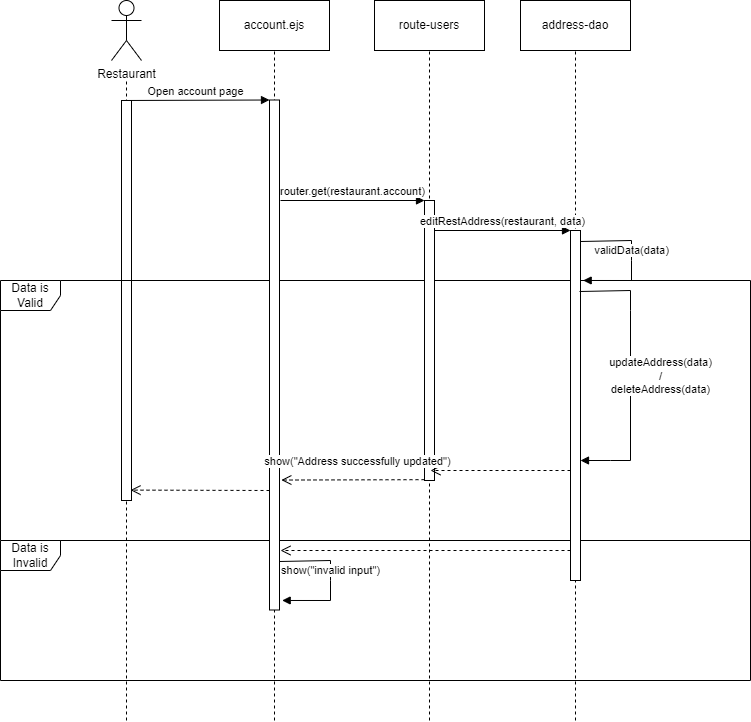 account.ejs
route-users
address-dao
Restaurant
Open account page
router.get(restaurant.account)
editRestAddress(restaurant, data)
validData(data)
Data is
Valid
updateAddress(data)
/
deleteAddress(data)
show("Address successfully updated")
Data is
Invalid
show("invalid input")